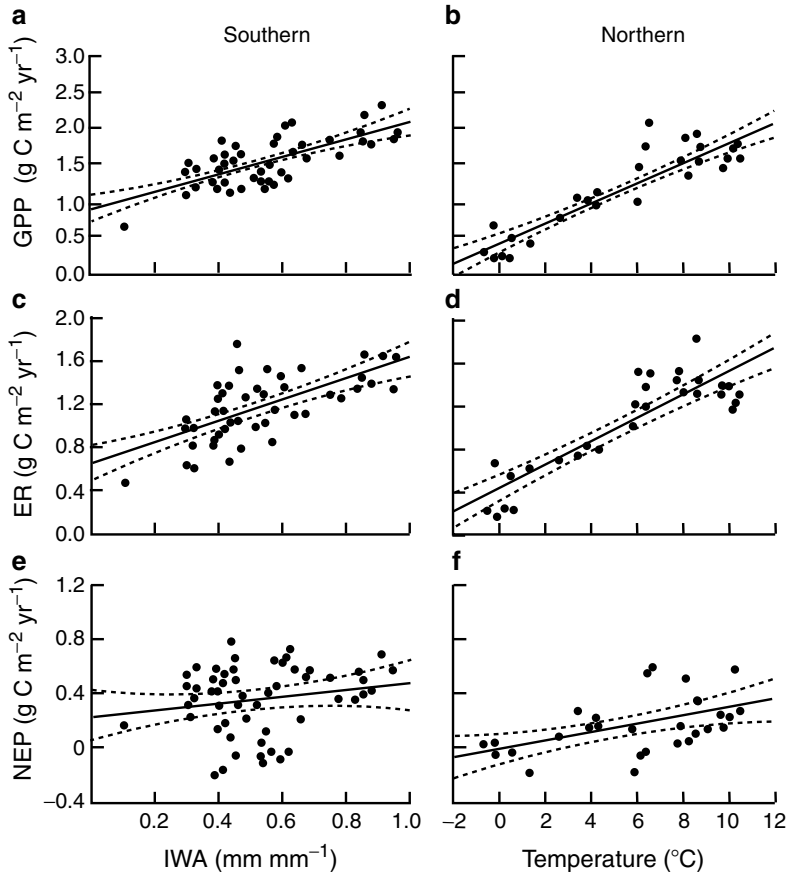 a
b
Southern
Northern
GPP (g C m−2 yr−1)
3.0
2.5
2.0
1.5
1.0
0.5
0.0
c
d
ER (g C m−2 yr−1)
2.0
1.6
1.2
0.8
0.4
0.0
e
f
NEP (g C m−2 yr−1)
1.2
0.8
0.4
0
−0.4
0.2 0.4 0.6 0.8 1.0
−2 0 2 4 6 8 10 12
IWA (mm mm−1)
Temperature (°C)